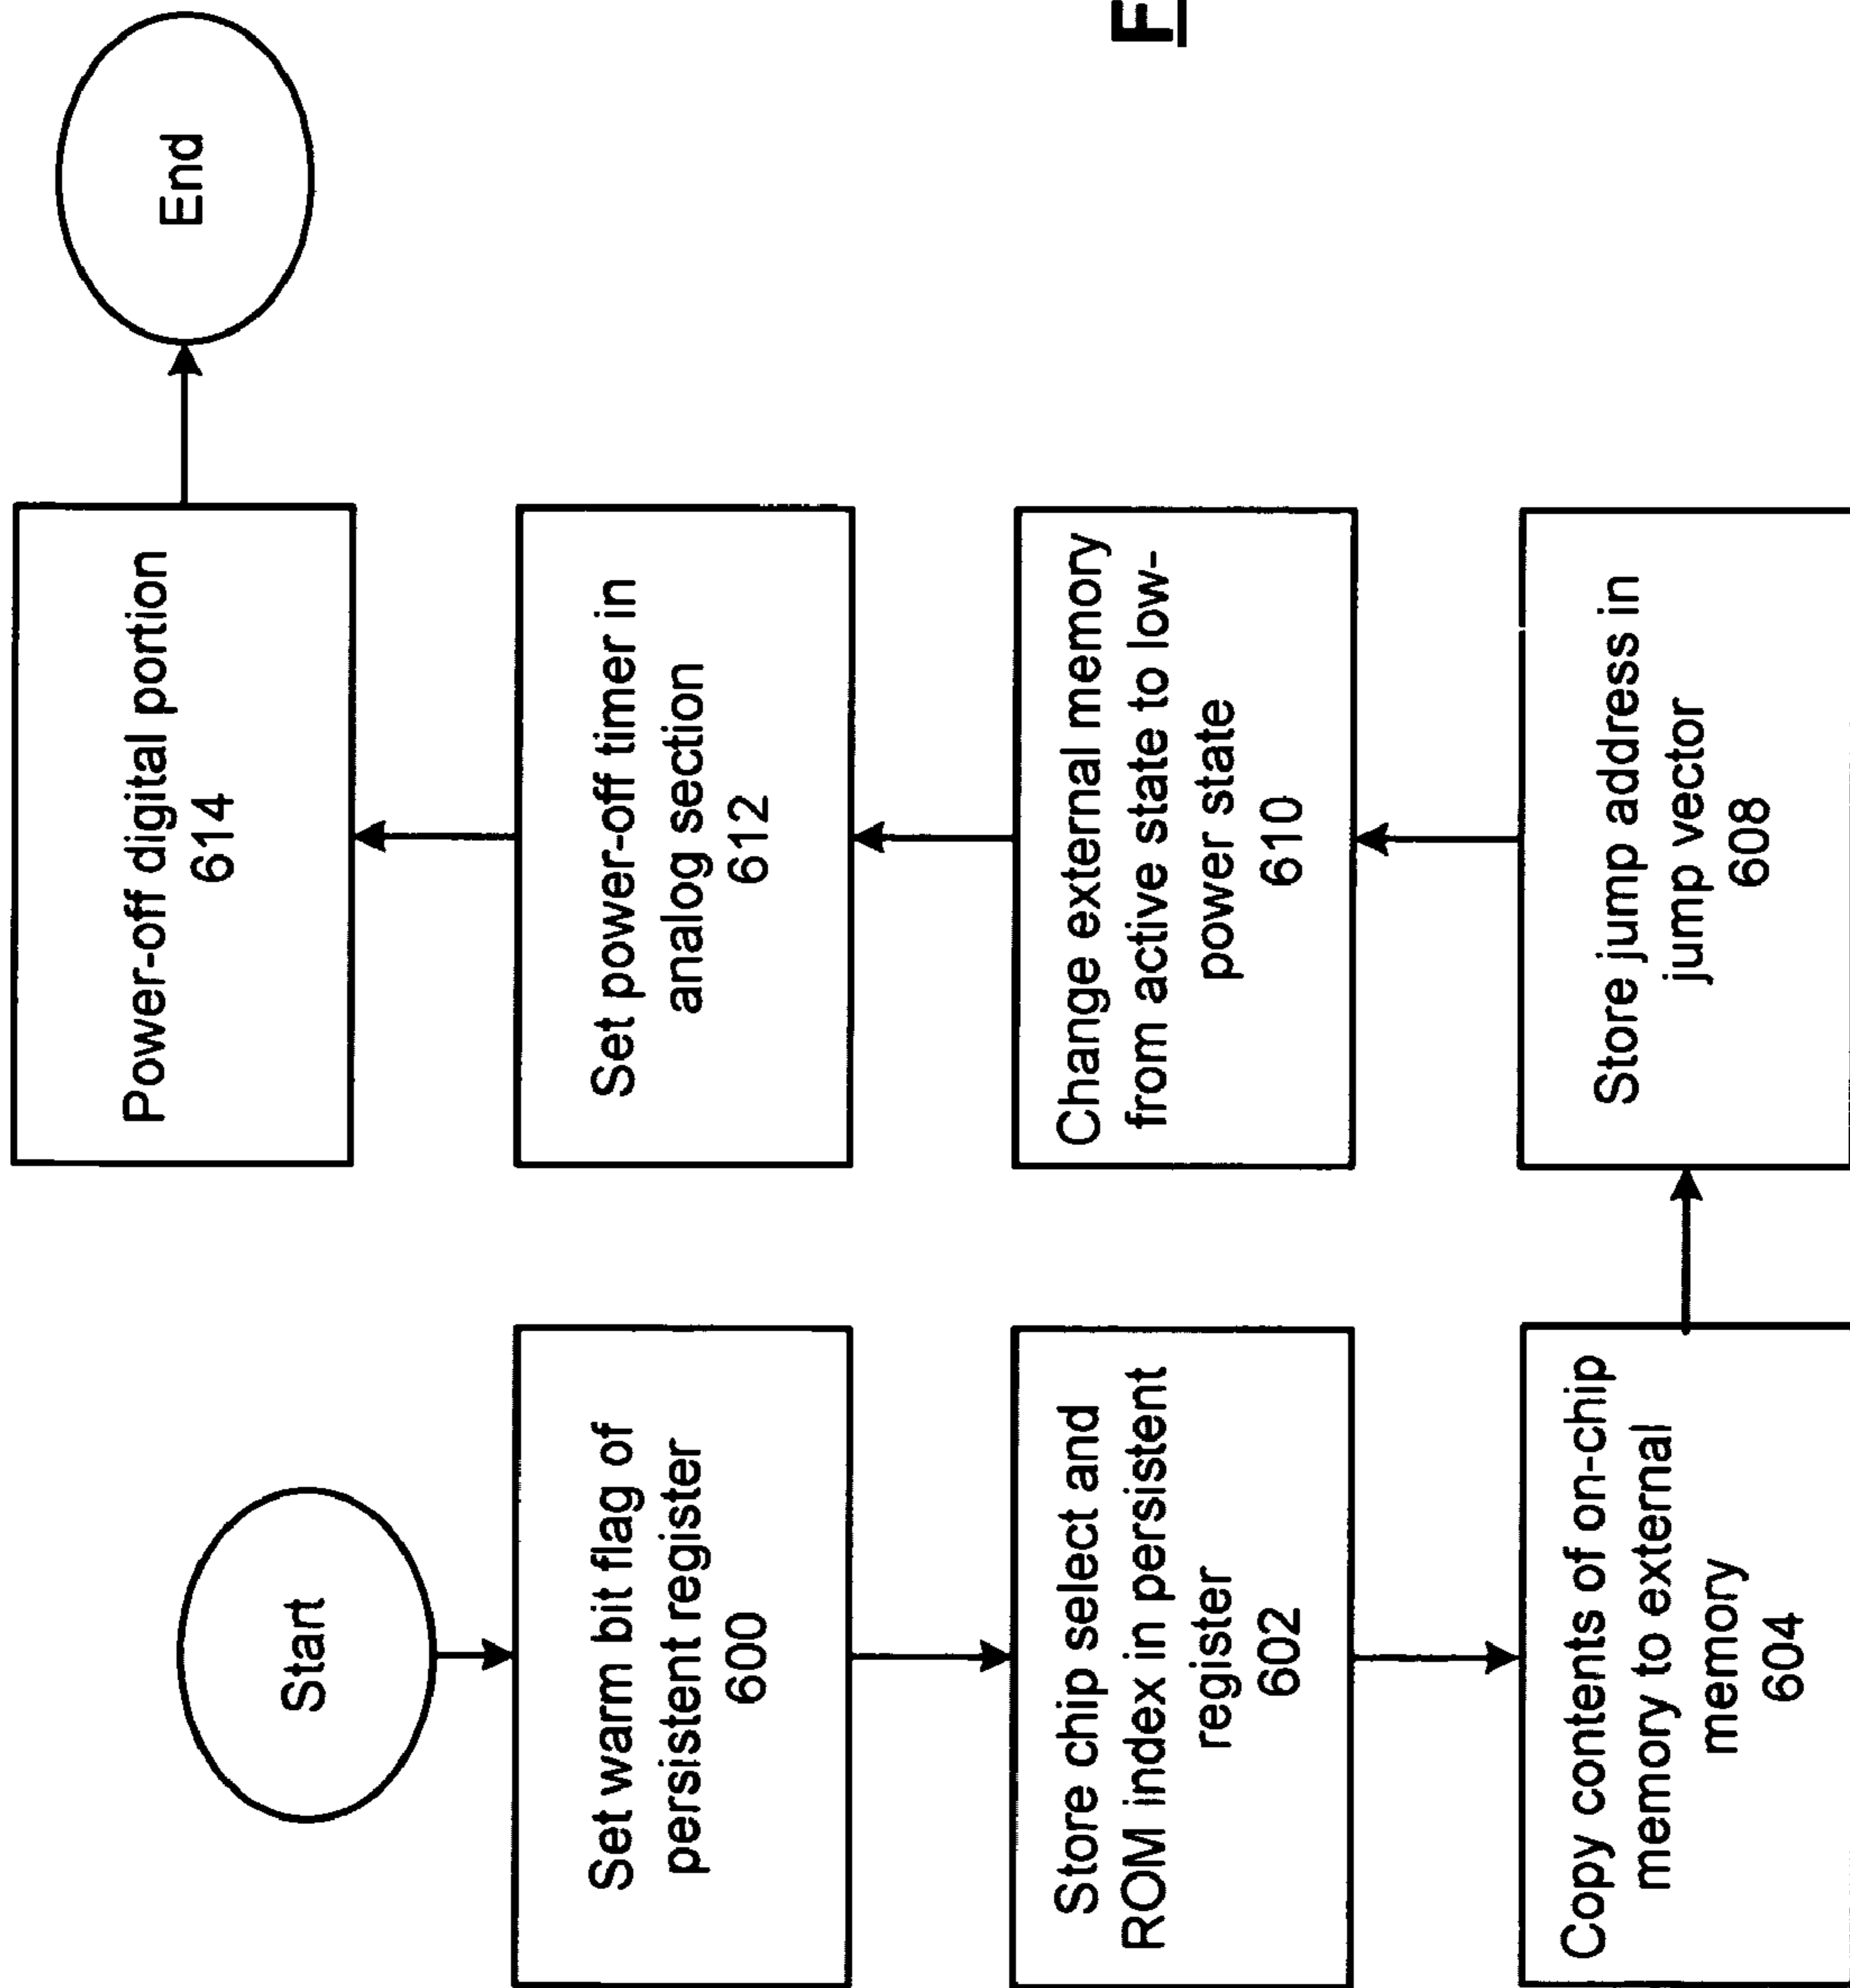 Start
Set warm bit flag of
persistent register
600
Store chip select and
ROM index in persistent
register
602
Copy contents of on-chip
memory to external
memory
604
Store jump address in
jump vector
608
Change external memory
from active state to low-
power state
610
Set power-off timer in
analog section
612
Power-off digital portion
614
End